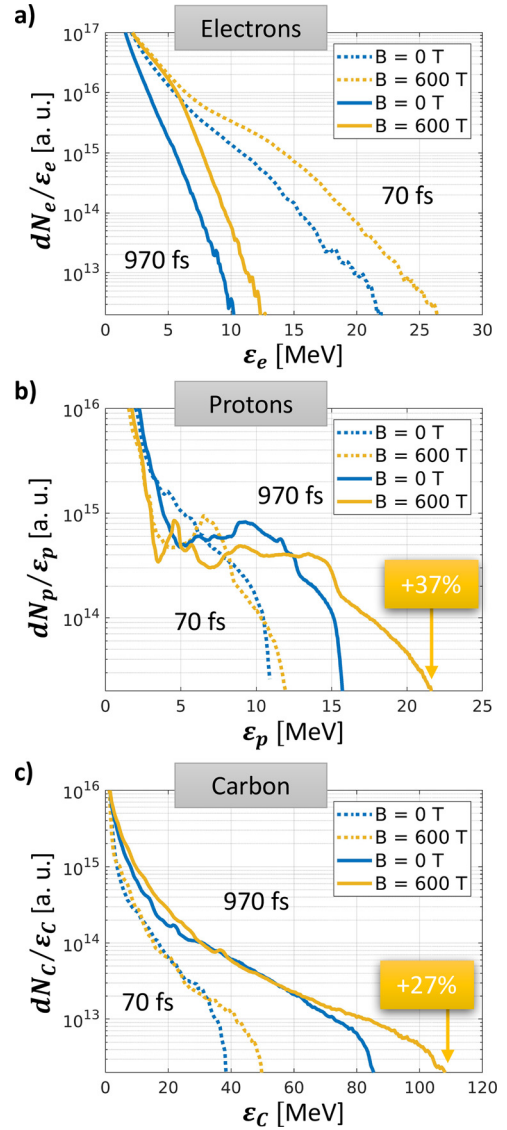 a)
Electrons
10^17
10^16
10^15
10^14
10^13
dN_e/ε_e [a. u.]
B = 0 T
B = 600 T
B = 0 T
B = 600 T
70 fs
970 fs
0 5 10 15 20 25 30
ε_e [MeV]
b)
Protons
10^16
10^15
10^14
dN_p/ε_p [a. u.]
B = 0 T
B = 600 T
B = 0 T
B = 600 T
970 fs
70 fs
+37%
0 5 10 15 20 25
ε_p [MeV]
c)
Carbon
10^16
10^15
10^14
10^13
dN_C/ε_C [a. u.]
B = 0 T
B = 600 T
B = 0 T
B = 600 T
970 fs
70 fs
+27%
0 20 40 60 80 100 120
ε_C [MeV]